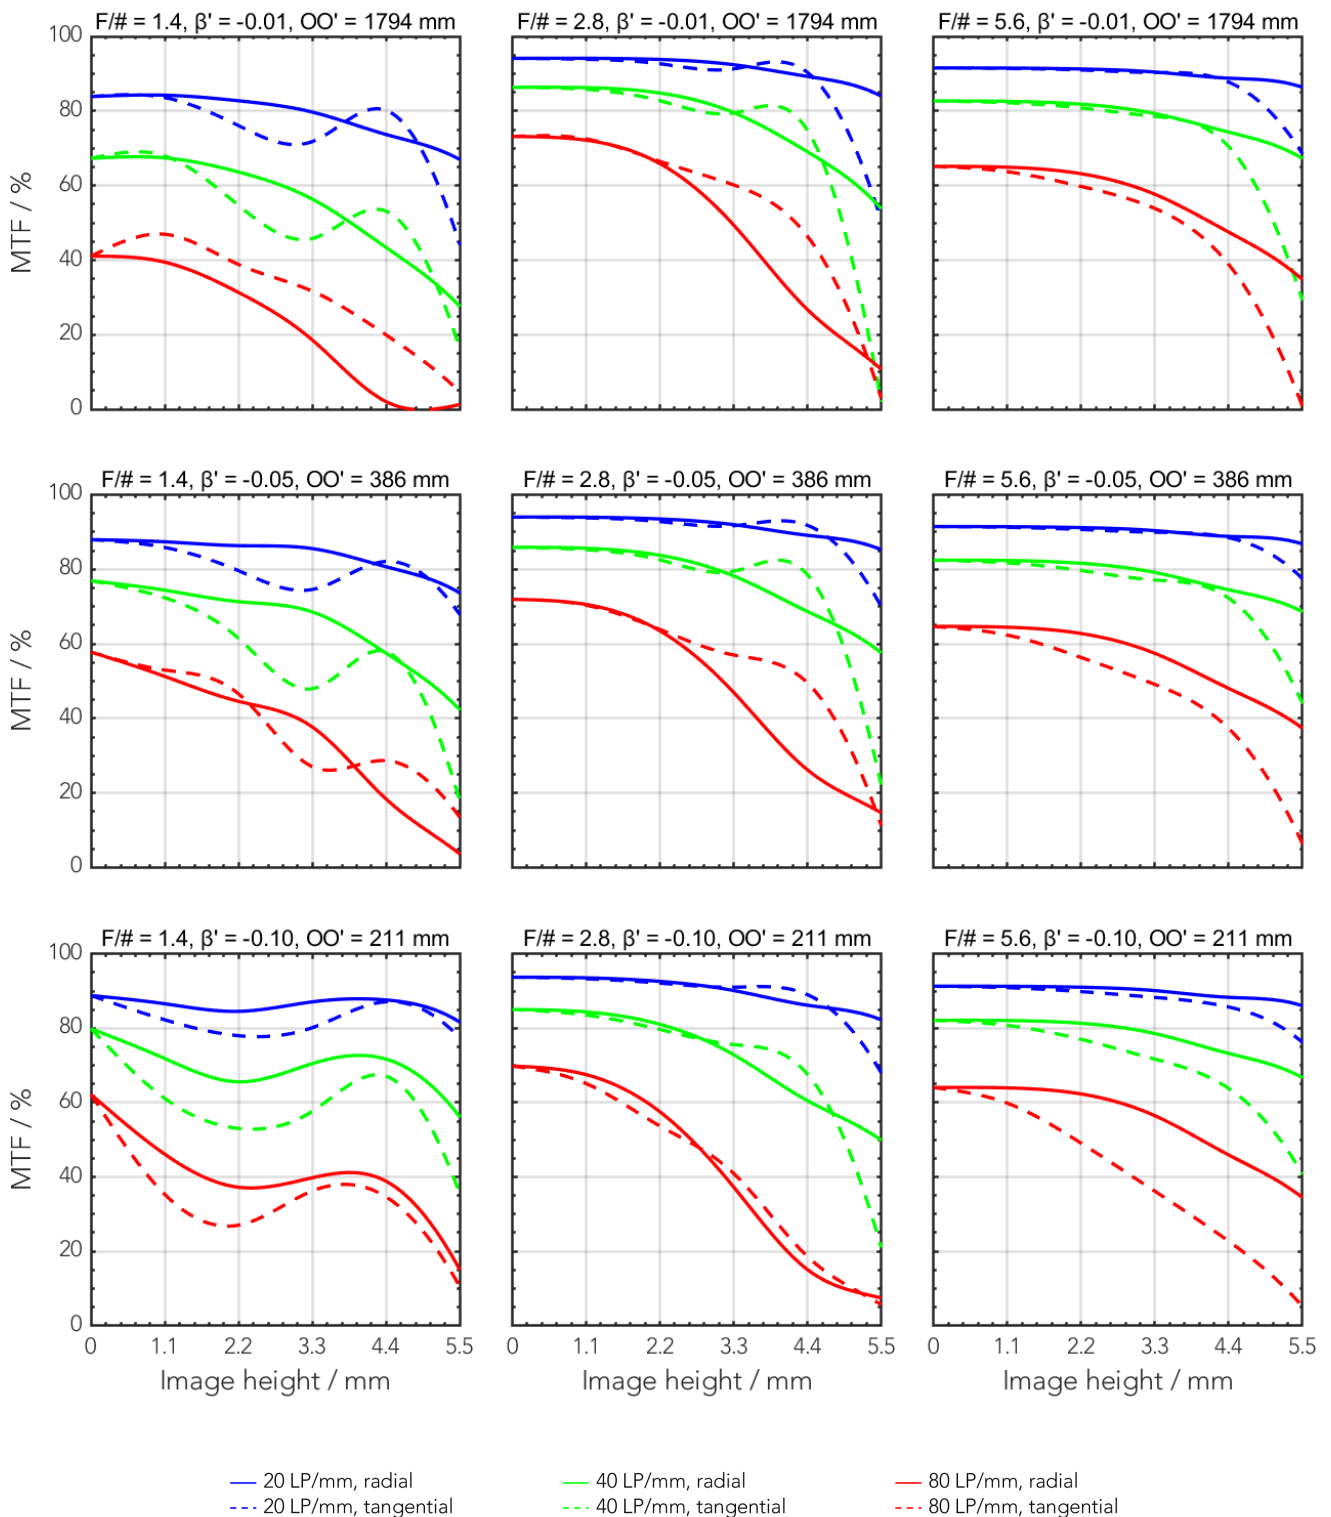 F/# = 1.4, β' = -0.01, OO' = 1794 mm
F/# = 2.8, β' = -0.01, OO' = 1794 mm
F/# = 5.6, β' = -0.01, OO' = 1794 mm
100
80
60
40
20
0
MTF / %
F/# = 1.4, β' = -0.05, OO' = 386 mm
F/# = 2.8, β' = -0.05, OO' = 386 mm
F/# = 5.6, β' = -0.05, OO' = 386 mm
100
80
60
40
20
0
MTF / %
F/# = 1.4, β' = -0.10, OO' = 211 mm
F/# = 2.8, β' = -0.10, OO' = 211 mm
F/# = 5.6, β' = -0.10, OO' = 211 mm
100
80
60
40
20
0
MTF / %
0 1.1 2.2 3.3 4.4 5.5
0 1.1 2.2 3.3 4.4 5.5
0 1.1 2.2 3.3 4.4 5.5
Image height / mm
Image height / mm
Image height / mm
20 LP/mm, radial
40 LP/mm, radial
80 LP/mm, radial
20 LP/mm, tangential
40 LP/mm, tangential
80 LP/mm, tangential